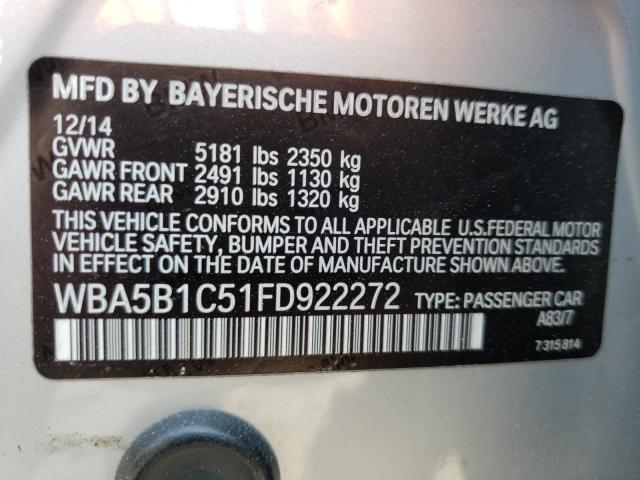 MFD BY BAYERISCHE MOTOREN WERKE AG
12/14
GVWR 5181 lbs 2350 kg
GAWR FRONT 2491 lbs 1130 kg
GAWR REAR 2910 lbs 1320 kg
THIS VEHICLE CONFORMS TO ALL APPLICABLE U.S.FEDERAL MOTOR
VEHICLE SAFETY, BUMPER AND THEFT PREVENTION STANDARDS
IN EFFECT ON THE DATE OF MANUFACTURE SHOWN ABOVE.
WBA5B1C51FD922272 TYPE: PASSENGER CAR
A83/7
7315814